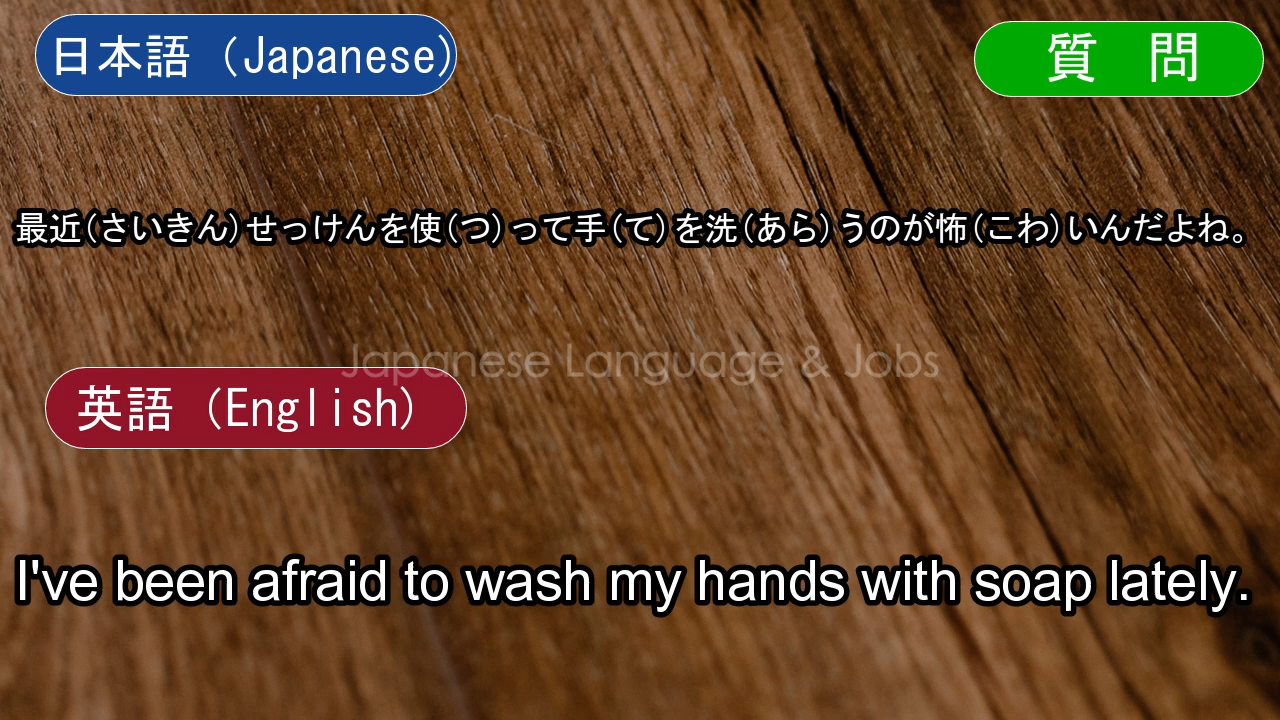 日本語（Japanese)
質　問
最近（さいきん）せっけんを使（つ）って手（て）を洗（あら）うのが怖（こわ）いんだよね。
Japanese Language & Jobs
英語（English）
I've been afraid to wash my hands with soap lately.